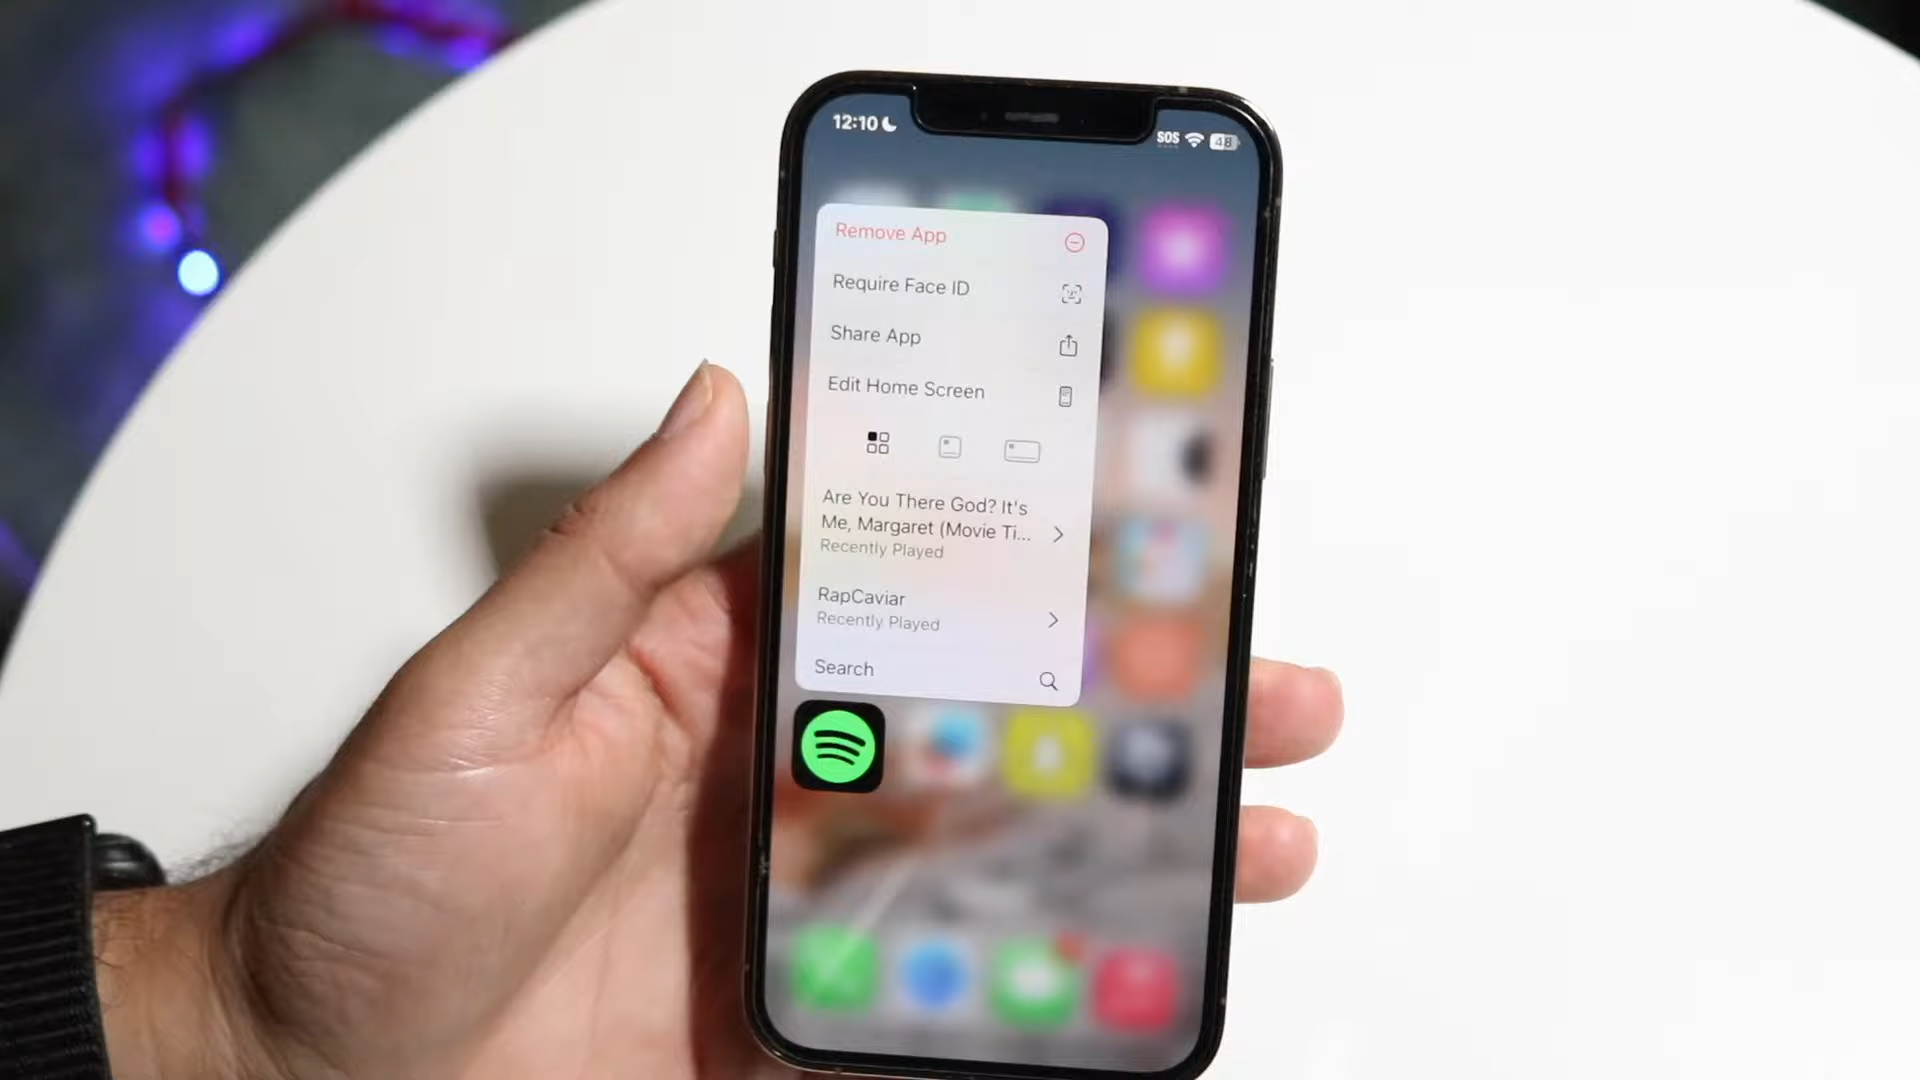 12:10
SOS
48
Remove App
Require Face ID
Share App
Edit Home Screen
Are You There God? It's
Me, Margaret (Movie Ti...
Recently Played
RapCaviar
Recently Played
Search